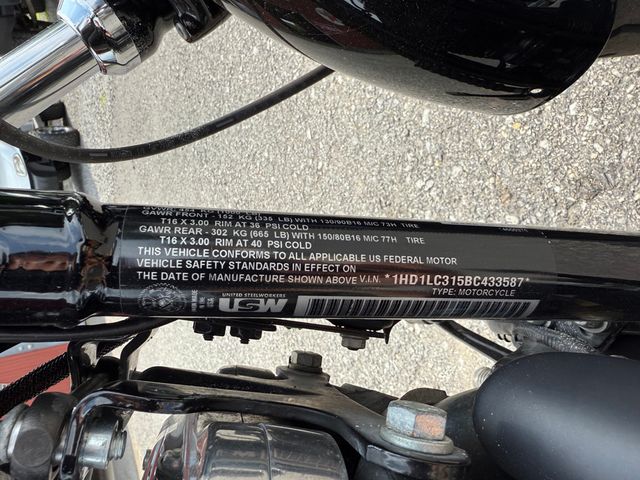 GAWR FRONT - 152 KG (335 LB) WITH 130/90B16 M/C 73H TIRE
T16 X 3.00 RIM AT 36 PSI COLD
GAWR REAR - 302 KG (665 LB) WITH 150/80B16 M/C 77H TIRE
T16 X 3.00 RIM AT 40 PSI COLD
THIS VEHICLE CONFORMS TO ALL APPLICABLE US FEDERAL MOTOR
VEHICLE SAFETY STANDARDS IN EFFECT ON
THE DATE OF MANUFACTURE SHOWN ABOVE V.I.N. *1HD1LC315BC433587*
TYPE: MOTORCYCLE
UNITED STEELWORKERS
USW